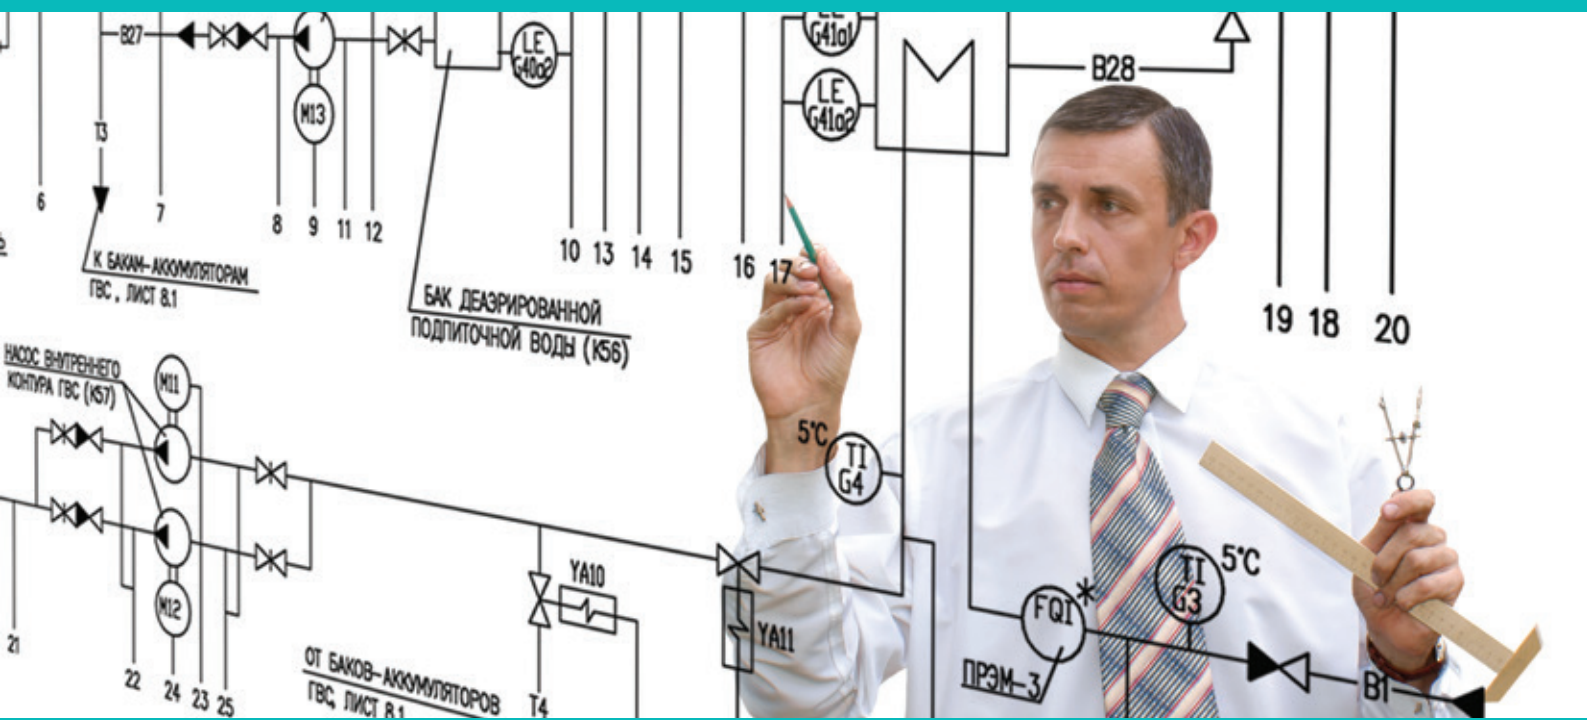 B27
LE
G40a2
G41a1
B28
LE
G41a2
M13
T3
6
7
8
9
11
12
10
13
14
15
16
17
19
18
20
К БАКАМ-АККУМУЛЯТОРАМ
ГВС, ЛИСТ 8.1
БАК ДЕАЭРИРОВАННОЙ
ПОДПИТОЧНОЙ ВОДЫ (К56)
НАСОС ВНУТРЕННЕГО
КОНТУРА ГВС (К57)
M11
5°C
TI
G4
YA10
YA11
FQI*
TI
G3
5°C
M12
ПРЭМ-3
B1
21
22
24
23
25
ОТ БАКОВ-АККУМУЛЯТОРОВ
ГВС, ЛИСТ 8.1
T4